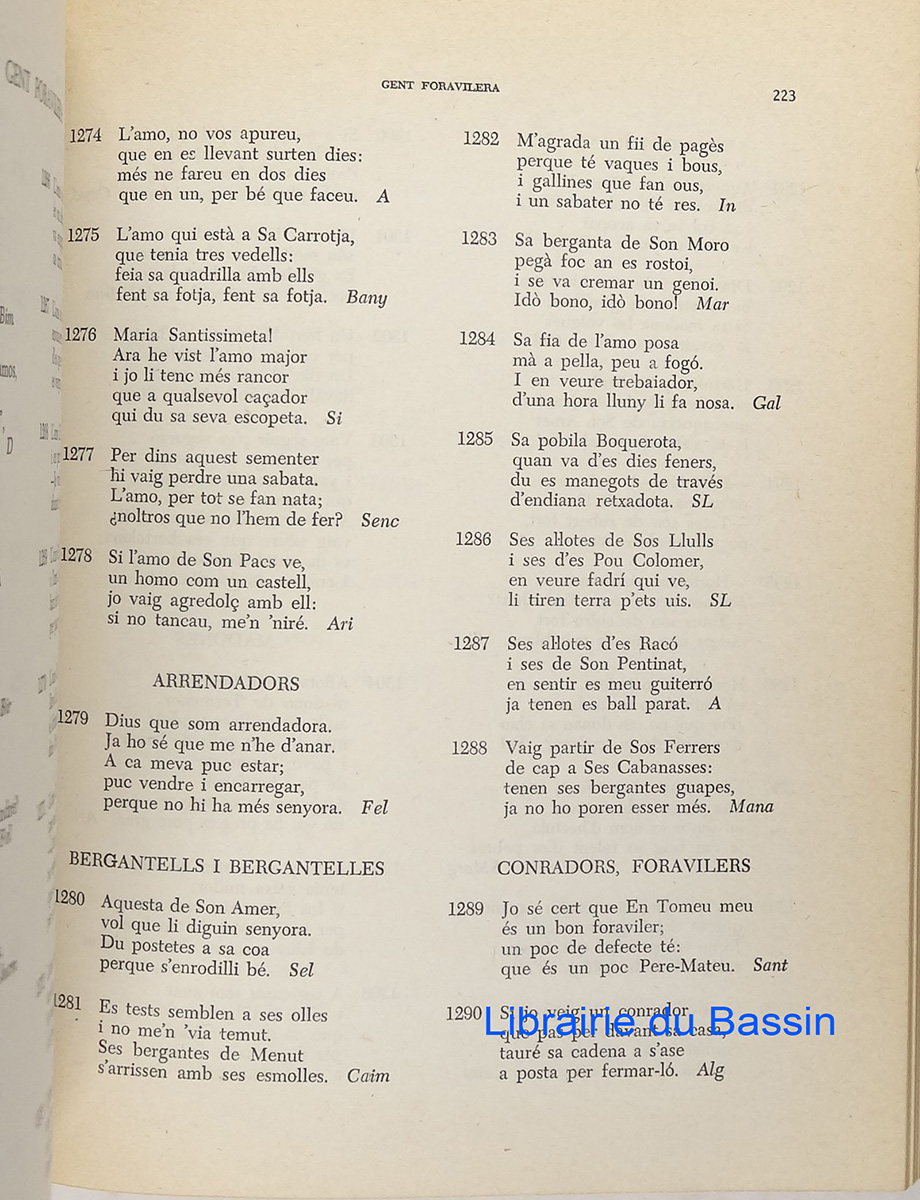 GENT FORAVILERA
223
1274 L'amo, no vos apureu,
que en es llevant surten dies:
més ne fareu en dos dies
que en un, per bé que faceu. A
1275 L'amo qui està a Sa Carrotja,
que tenia tres vedells:
feia sa quadrilla amb ells
fent sa fotja, fent sa fotja. Bany
1276 Maria Santissimeta!
Ara he vist l'amo major
i jo li tenc més rancor
que a qualsevol caçador
qui du sa seva escopeta. Si
1277 Per dins aquest sementer
hi vaig perdre una sabata.
L'amo, per tot se fan nata;
¿noltros que no l'hem de fer? Senc
1278 Si l'amo de Son Pacs ve,
un homo com un castell,
jo vaig agredolç amb ell:
si no tancau, me'n 'niré. Ari
ARRENDADORS
1279 Dius que som arrendadora.
Ja ho sé que me n'he d'anar.
A ca meva puc estar;
puc vendre i encarregar,
perque no hi ha més senyora. Fel
BERGANTELLS I BERGANTELLES
1280 Aquesta de Son Amer,
vol que li diguin senyora.
Du postetes a sa coa
perque s'enrodilli bé. Sel
1281 Es tests semblen a ses olles
i no me'n 'via temut.
Ses bergantes de Menut
s'arrissen amb ses esmolles. Caim
1282 M'agrada un fii de pagès
perque té vaques i bous,
i gallines que fan ous,
i un sabater no té res. In
1283 Sa berganta de Son Moro
pegà foc an es rostoi,
i se va cremar un genoi.
Idò bono, idò bono! Mar
1284 Sa fia de l'amo posa
mà a pella, peu a fogó.
I en veure trebaiador,
d'una hora lluny li fa nosa. Gal
1285 Sa pobila Boquerota,
quan va d'es dies feners,
du es manegots de través
d'endiana retxadota. SL
1286 Ses al·lotes de Sos Llulls
i ses d'es Pou Colomer,
en veure fadrí qui ve,
li tiren terra p'ets uis. SL
1287 Ses al·lotes d'es Racó
i ses de Son Pentinat,
en sentir es meu guiterró
ja tenen es ball parat. A
1288 Vaig partir de Sos Ferrers
de cap a Ses Cabanasses:
tenen ses bergantes guapes,
ja no ho poren esser més. Mana
CONRADORS, FORAVILERS
1289 Jo sé cert que En Tomeu meu
és un bon foraviler;
un poc de defecte té:
que és un poc Pere-Mateu. Sant
1290 Si jo veig un conrador
que pas per davant sa casa,
tauré sa cadena a s'ase
a posta per fermar-ló. Alg
Librairie du Bassin